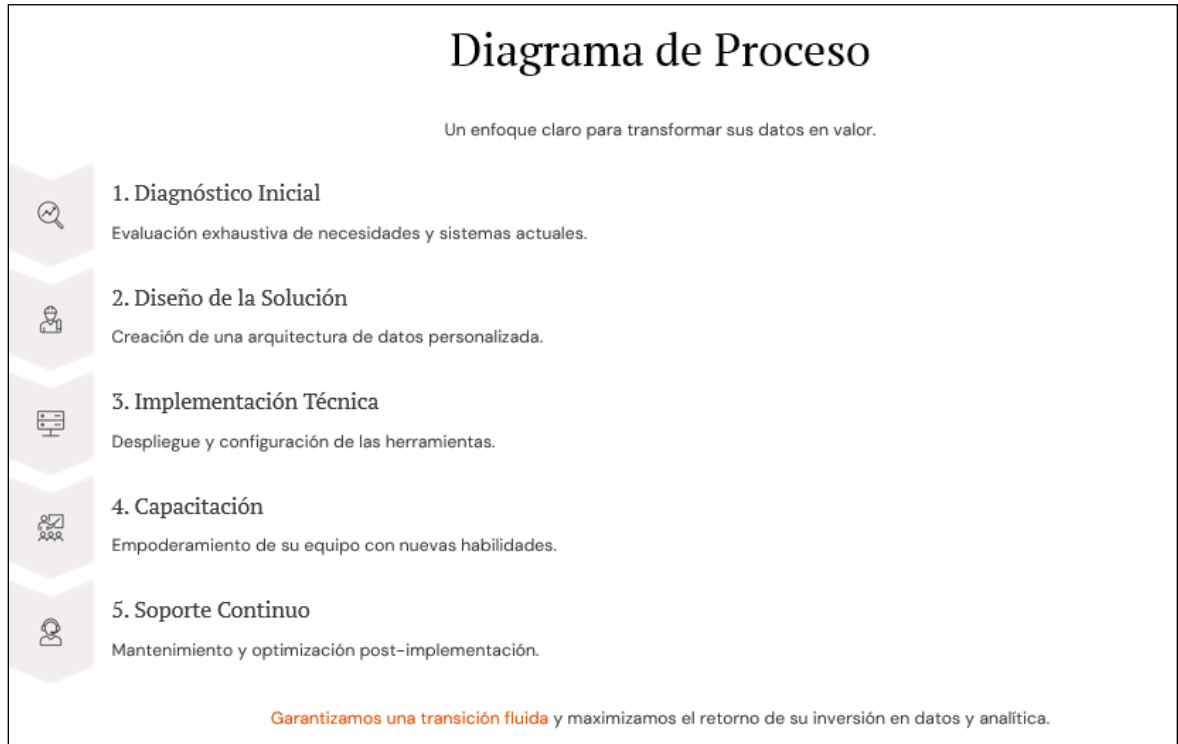 Diagrama de Proceso
Un enfoque claro para transformar sus datos en valor.
1. Diagnóstico Inicial
Evaluación exhaustiva de necesidades y sistemas actuales.
2. Diseño de la Solución
Creación de una arquitectura de datos personalizada.
3. Implementación Técnica
Despliegue y configuración de las herramientas.
4. Capacitación
Empoderamiento de su equipo con nuevas habilidades.
5. Soporte Continuo
Mantenimiento y optimización post-implementación.
Garantizamos una transición fluida y maximizamos el retorno de su inversión en datos y analítica.